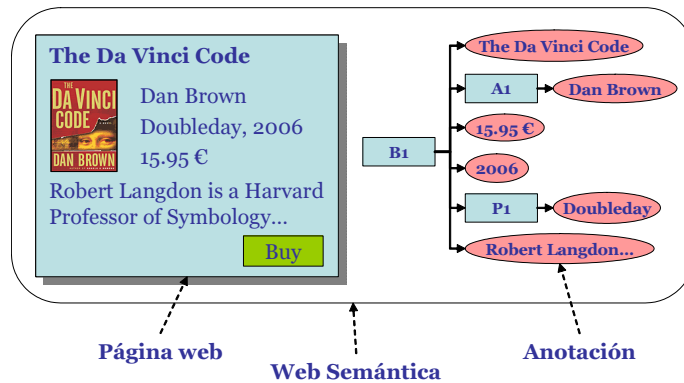 The Da Vinci Code
THE
DA VINCI
CODE
DAN BROWN
Dan Brown
Doubleday, 2006
15.95 €
Robert Langdon is a Harvard
Professor of Symbology...
Buy
B1
The Da Vinci Code
A1
Dan Brown
15.95 €
2006
P1
Doubleday
Robert Langdon...
Página web
Web Semántica
Anotación